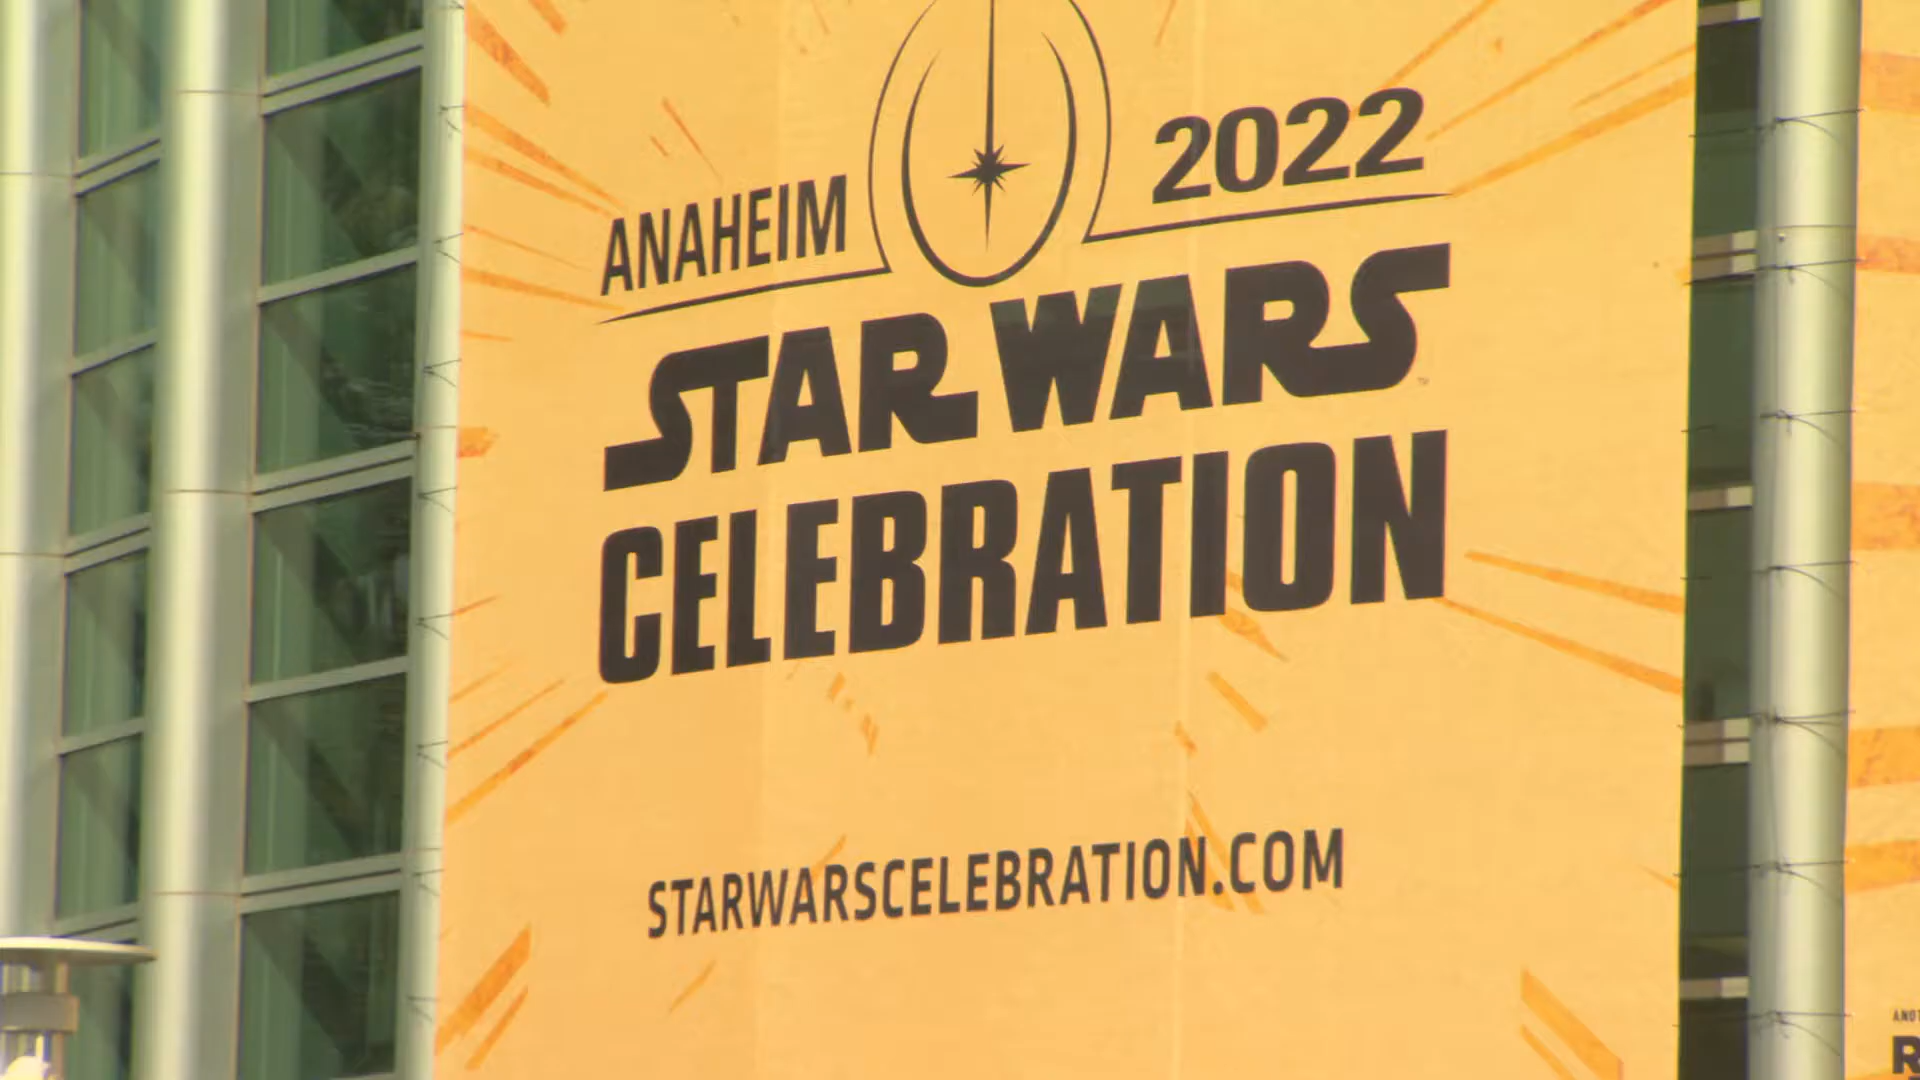 ANAHEIM 2022
STAR WARS
CELEBRATION
STARWARSCELEBRATION.COM